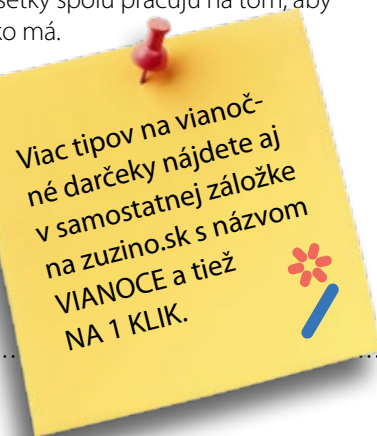 šetky spolu pracujú na tom, aby
ko má.
Viac tipov na vianoč-
né darčeky nájdete aj
v samostatnej záložke
na zuzino.sk s názvom
VIANOCE a tiež
NA 1 KLIK.